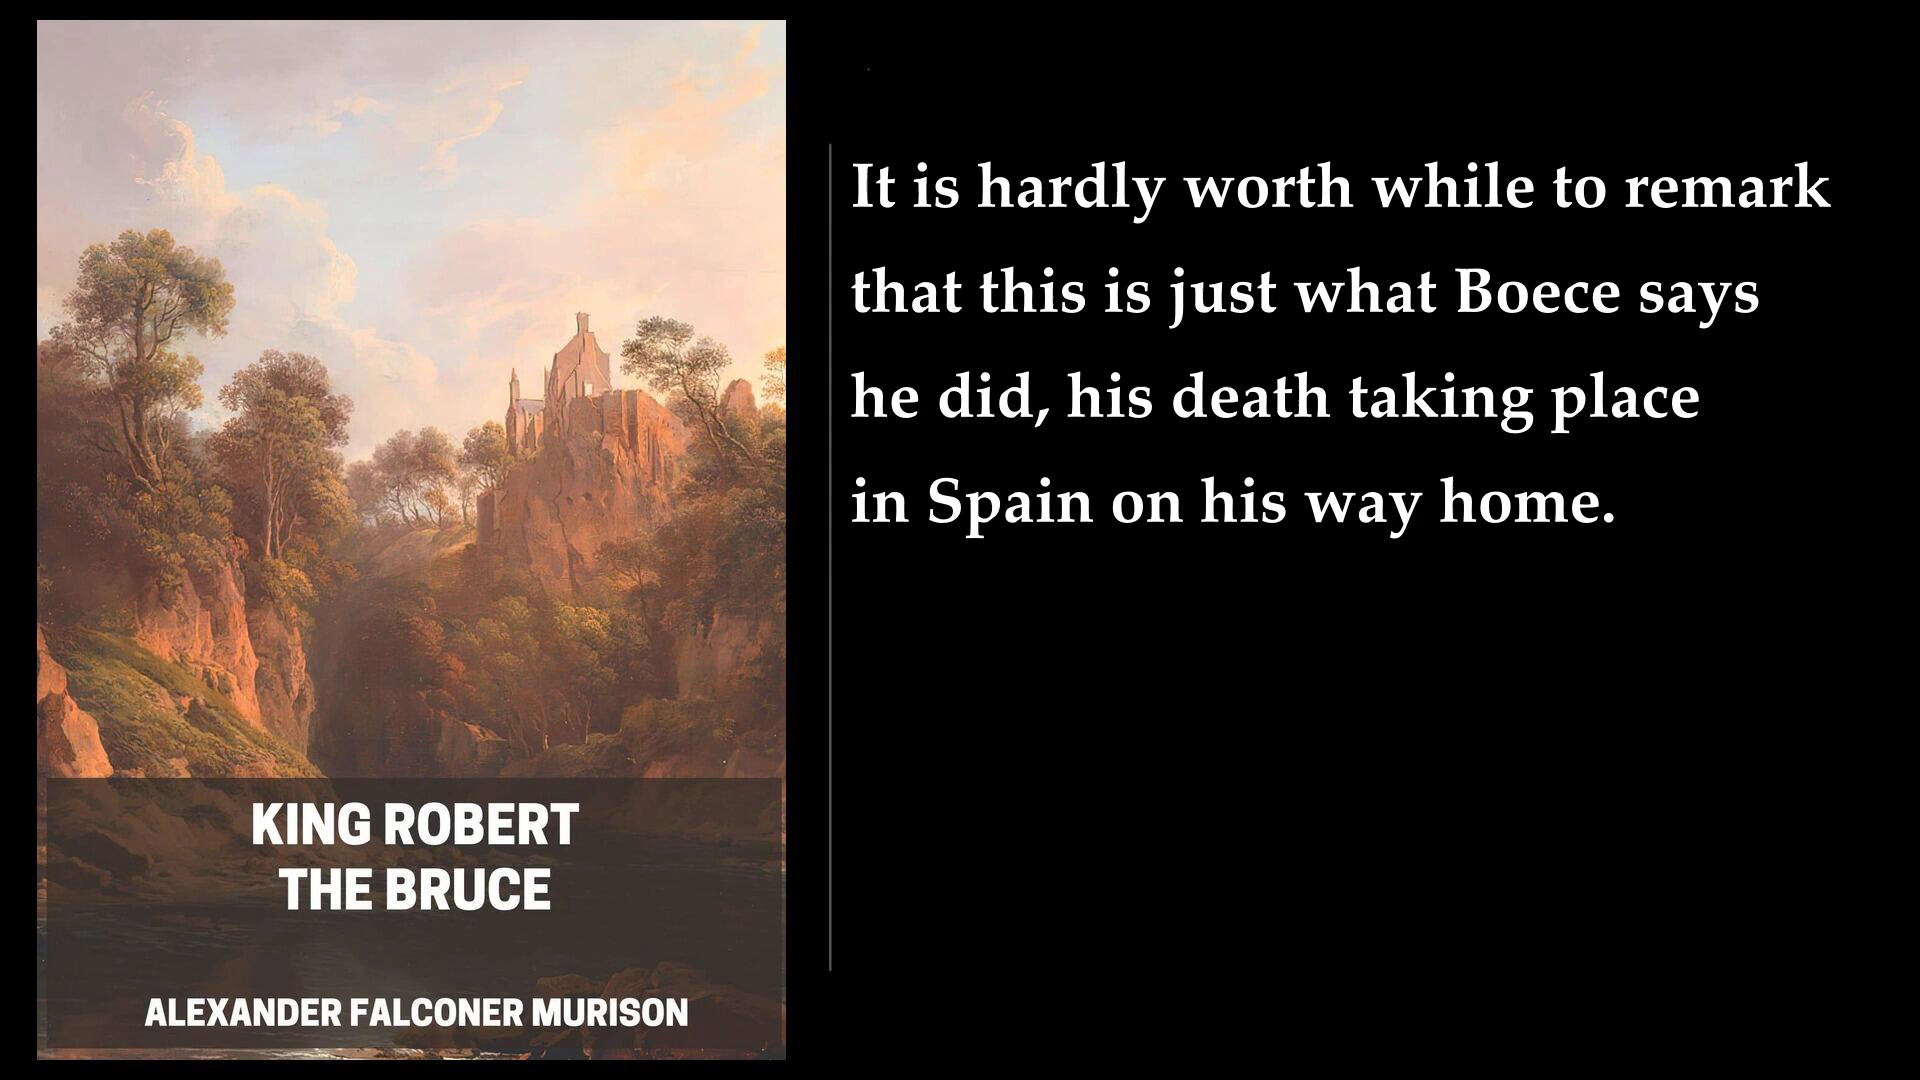 It is hardly worth while to remark
that this is just what Boece says
he did, his death taking place
in Spain on his way home.
KING ROBERT
THE BRUCE
ALEXANDER FALCONER MURISON